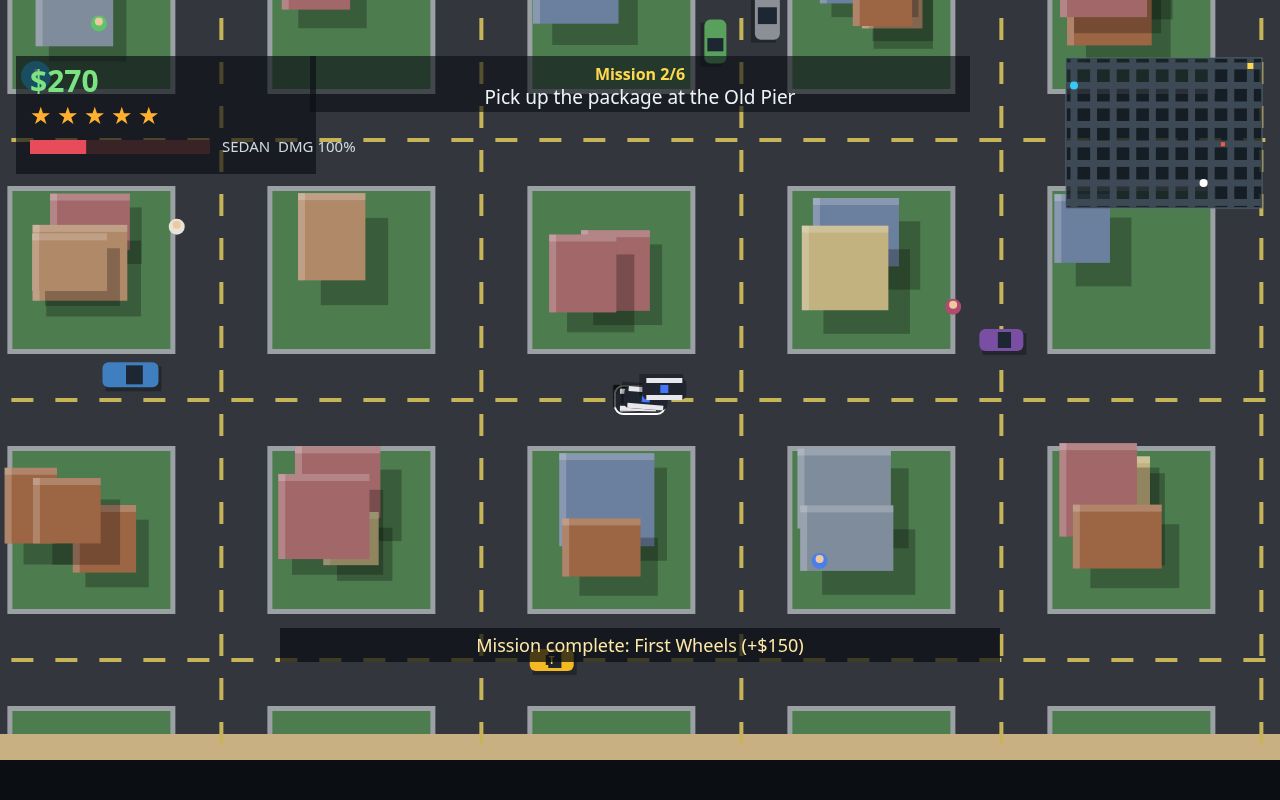 Mission 2/6
Pick up the package at the Old Pier
$270
★ ★ ★ ★ ★
SEDAN DMG 100%
Mission complete: First Wheels (+$150)
T